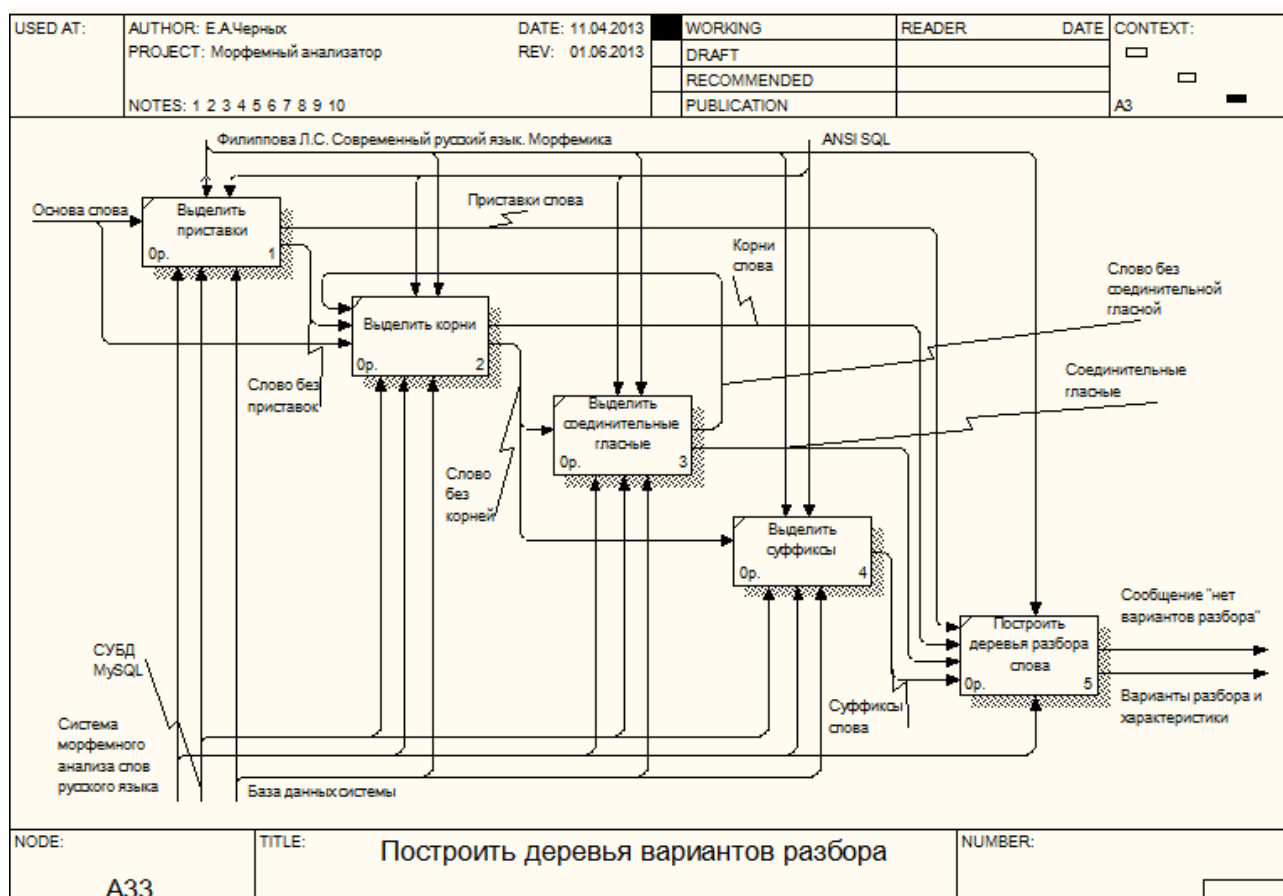 USED AT:
AUTHOR: Е.А.Черных
DATE: 11.04.2013
PROJECT: Морфемный анализатор
REV: 01.06.2013
NOTES: 1 2 3 4 5 6 7 8 9 10
WORKING
DRAFT
RECOMMENDED
PUBLICATION
READER
DATE
CONTEXT:
A3
Филиппова Л.С. Современный русский язык. Морфемика
ANSI SQL
Основа слова
Выделить
приставки
0р.
1
Приставки слова
Корни
слова
Слово без
соединительной
гласной
Выделить корни
0р.
2
Слово без
приставок
Соединительные
гласные
Выделить
соединительные
гласные
0р.
3
Слово
без
корней
Выделить
суффиксы
0р.
4
Сообщение "нет
вариантов разбора"
Построить
деревья разбора
слова
0р.
5
СУБД
MySQL
Суффиксы
слова
Варианты разбора и
характеристики
Система
морфемного
анализа слов
русского языка
База данных системы
NODE:
A33
TITLE:
Построить деревья вариантов разбора
NUMBER: